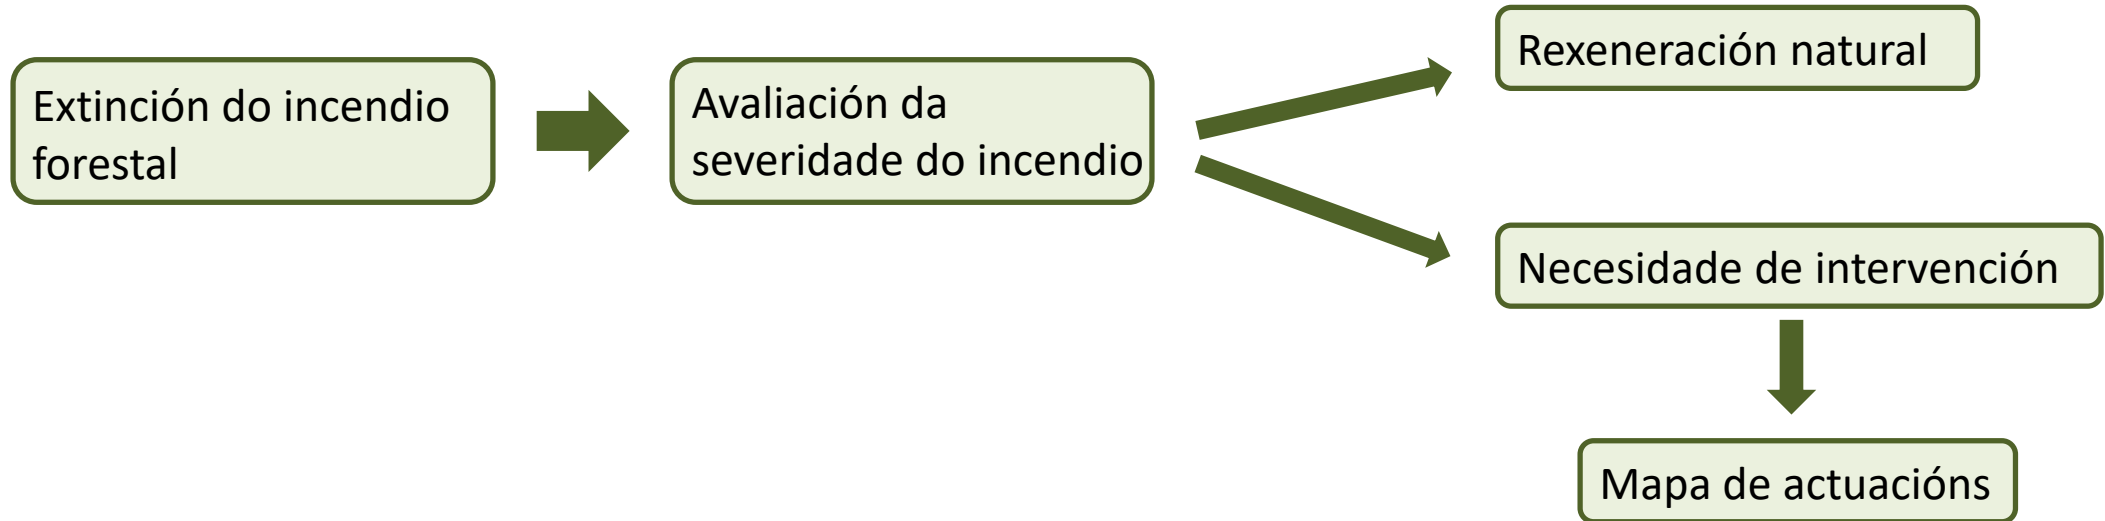 Extinción do incendio
forestal
Avaliación da
severidade do incendio
Rexeneración natural
Necesidade de intervención
Mapa de actuacións